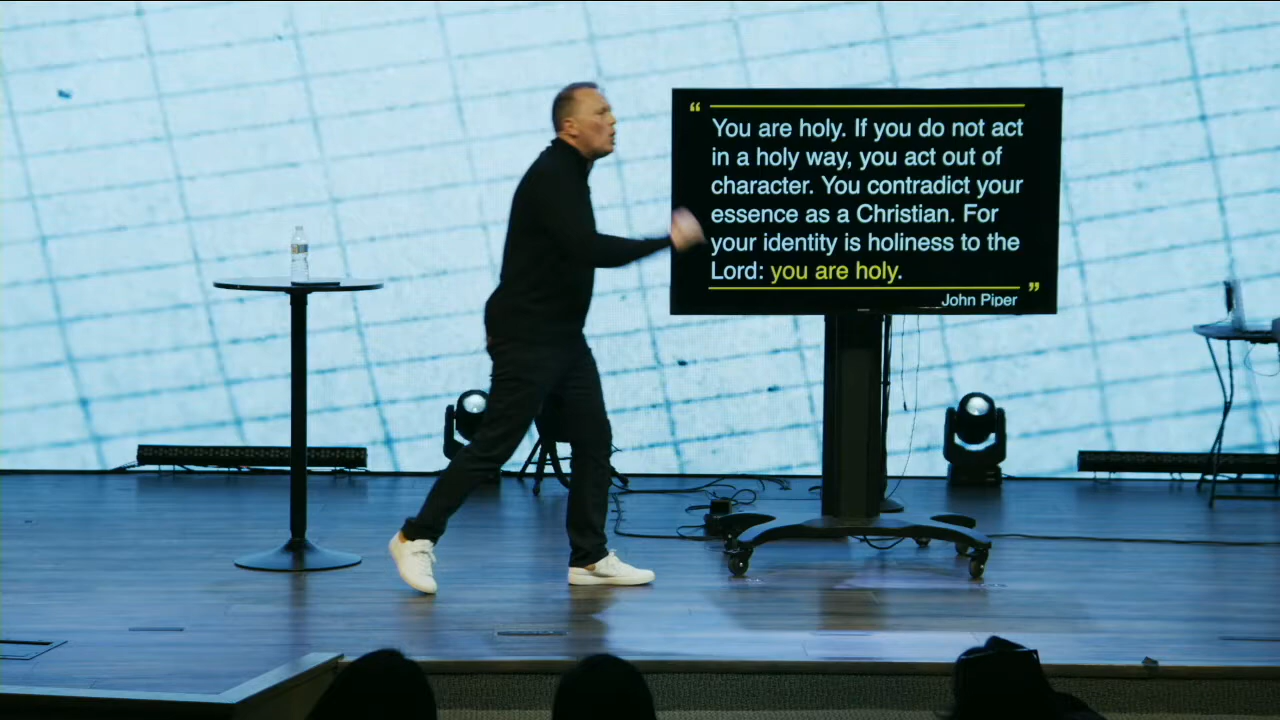 “
You are holy. If you do not act
in a holy way, you act out of
character. You contradict your
essence as a Christian. For
your identity is holiness to the
Lord: you are holy.
”
John Piper